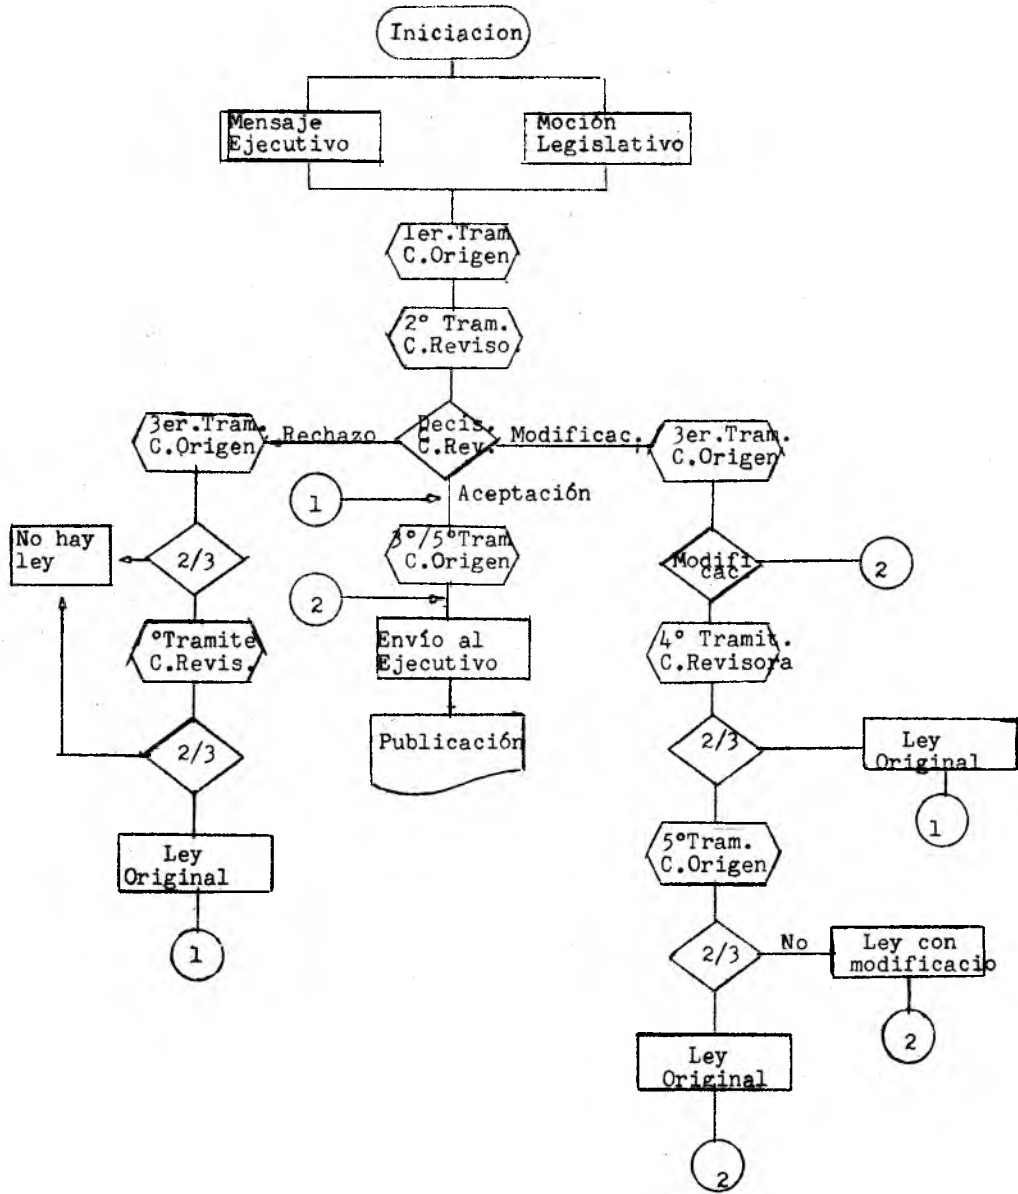 Iniciacion
Mensaje
Ejecutivo
Moción
Legislativo
Ier.Tram
C.Origen
2° Tram.
C.Reviso.
Decis.
C.Rev.
Rechazo
Modificac.
Aceptación
3er.Tram.
C.Origen
2/3
No hay
ley
°Tramite
C.Revis.
2/3
Ley
Original
1
1
3°/5°Tram
C.Origen
2
Envío al
Ejecutivo
Publicación
3er.Tram.
C.Origen
Modifi
cac.
2
4° Tramit.
C.Revisora
2/3
Ley
Original
1
5°Tram.
C.Origen
2/3
No
Ley con
modificacio
2
Ley
Original
2